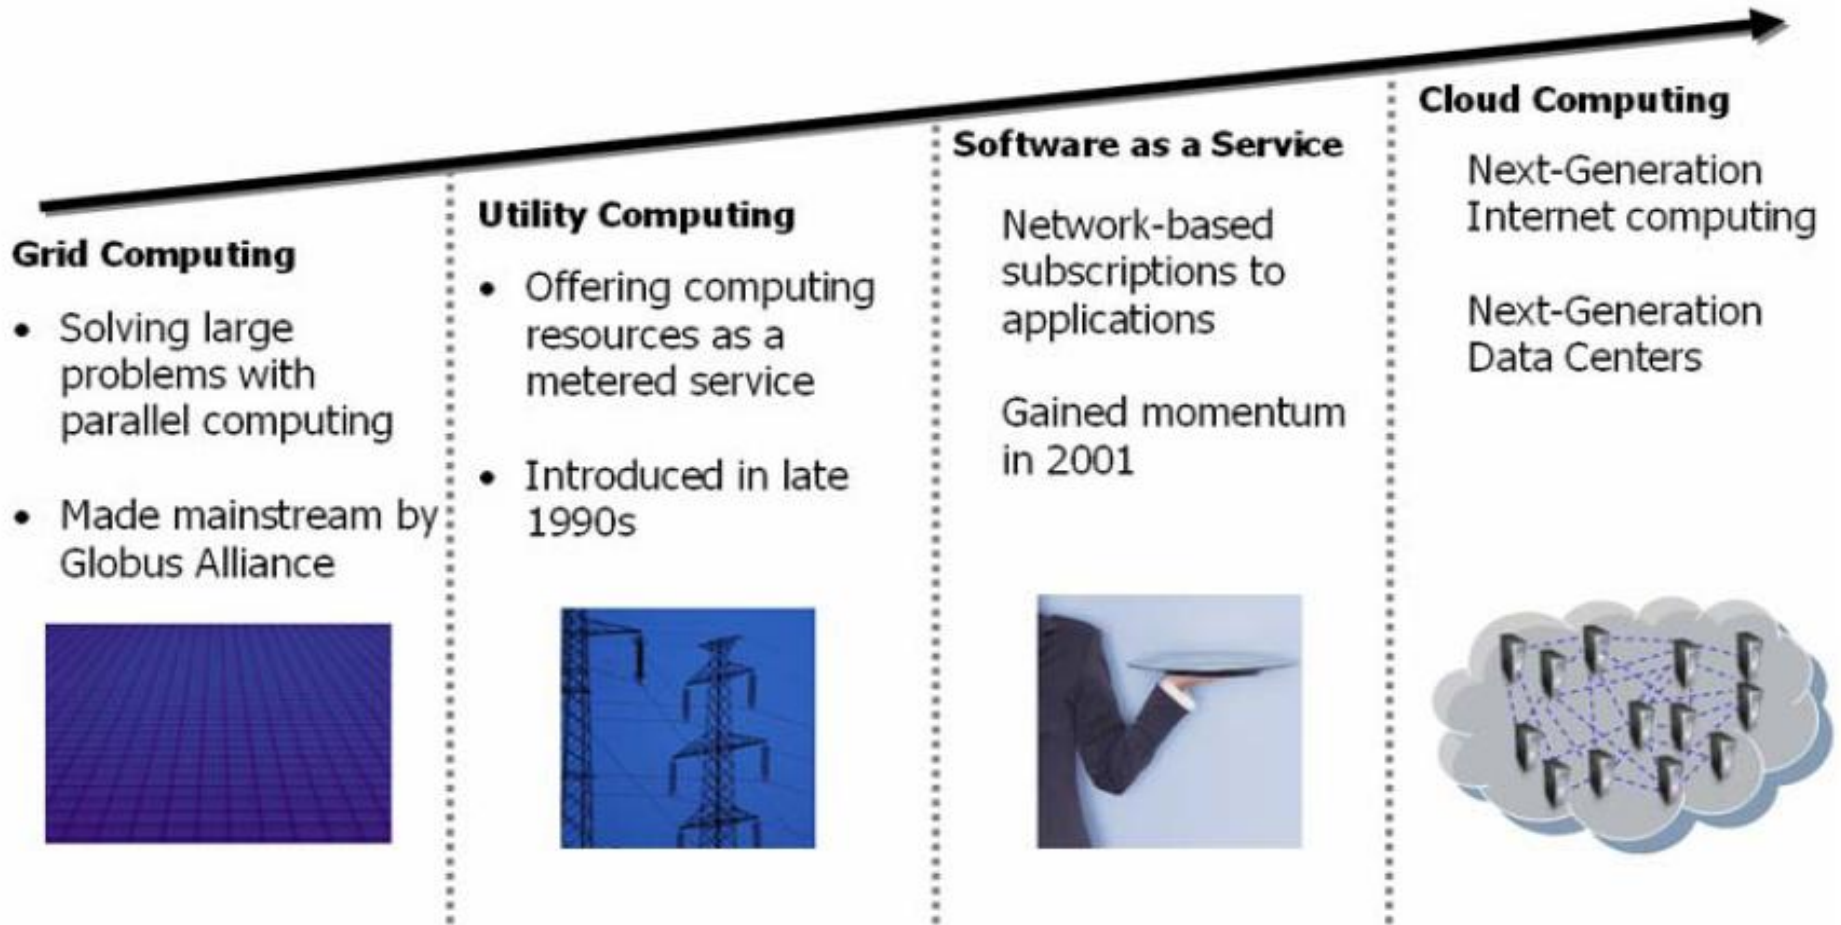 Grid Computing
• Solving large
problems with
parallel computing
• Made mainstream by
Globus Alliance
Utility Computing
• Offering computing
resources as a
metered service
• Introduced in late
1990s
Software as a Service
Network-based
subscriptions to
applications
Gained momentum
in 2001
Cloud Computing
Next-Generation
Internet computing
Next-Generation
Data Centers